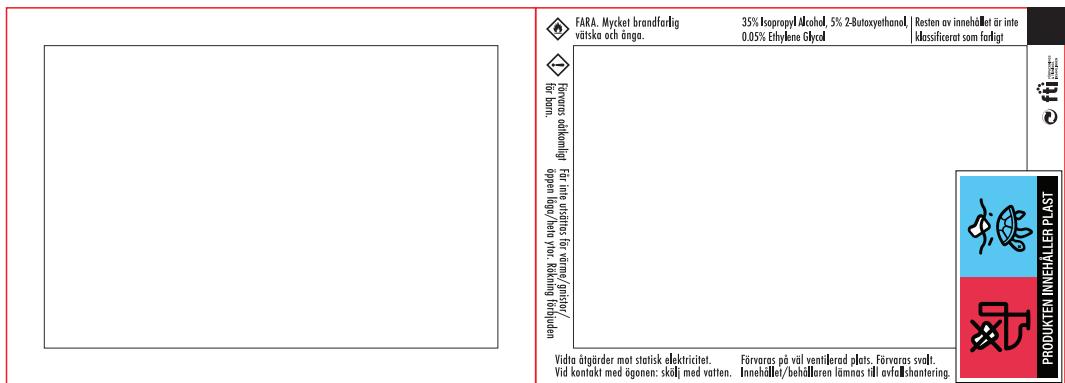 FARA. Mycket brandfarlig
vätska och ånga.
35% Isopropyl Alcohol, 5% 2-Butoxyethanol,
0.05% Ethylene Glycol
Resten av innehållet är inte
klassificerat som farligt
Förvaras oåtkomligt
för barn.
Får inte utsättas för värme/gnistor/
öppen låga/heta ytor. Rökning förbjuden
fti
PRODUKTEN INNEHÅLLER PLAST
Vidta åtgärder mot statisk elektricitet.
Vid kontakt med ögonen: skölj med vatten.
Förvaras på väl ventilerad plats. Förvaras svalt.
Innehållet/behållaren lämnas till avfallshantering.